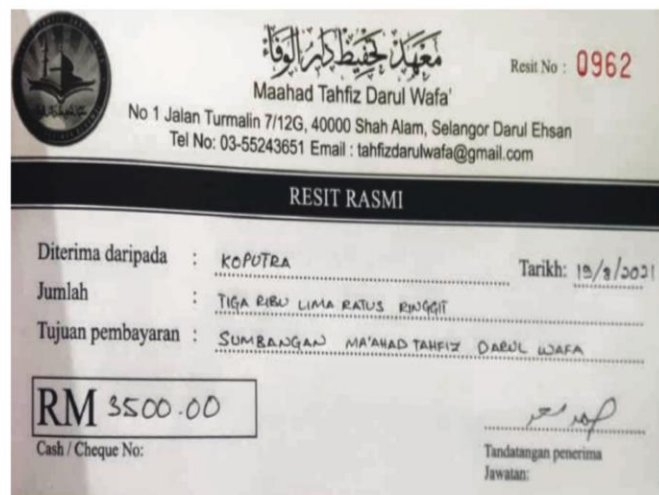 معهد تحفيظ دار الوفاء
Maahad Tahfiz Darul Wafa'
Resit No : 0962
No 1 Jalan Turmalin 7/12G, 40000 Shah Alam, Selangor Darul Ehsan
Tel No: 03-55243651 Email : tahfizdarulwafa@gmail.com
RESIT RASMI
Diterima daripada : KOPUTRA
Tarikh: 19/8/2021
Jumlah : TIGA RIBU LIMA RATUS RINGGIT
Tujuan pembayaran : SUMBANGAN MA'AHAD TAHFIZ DARUL WAFA
RM 3500.00
Cash / Cheque No:
Tandatangan penerima
Jawatan: